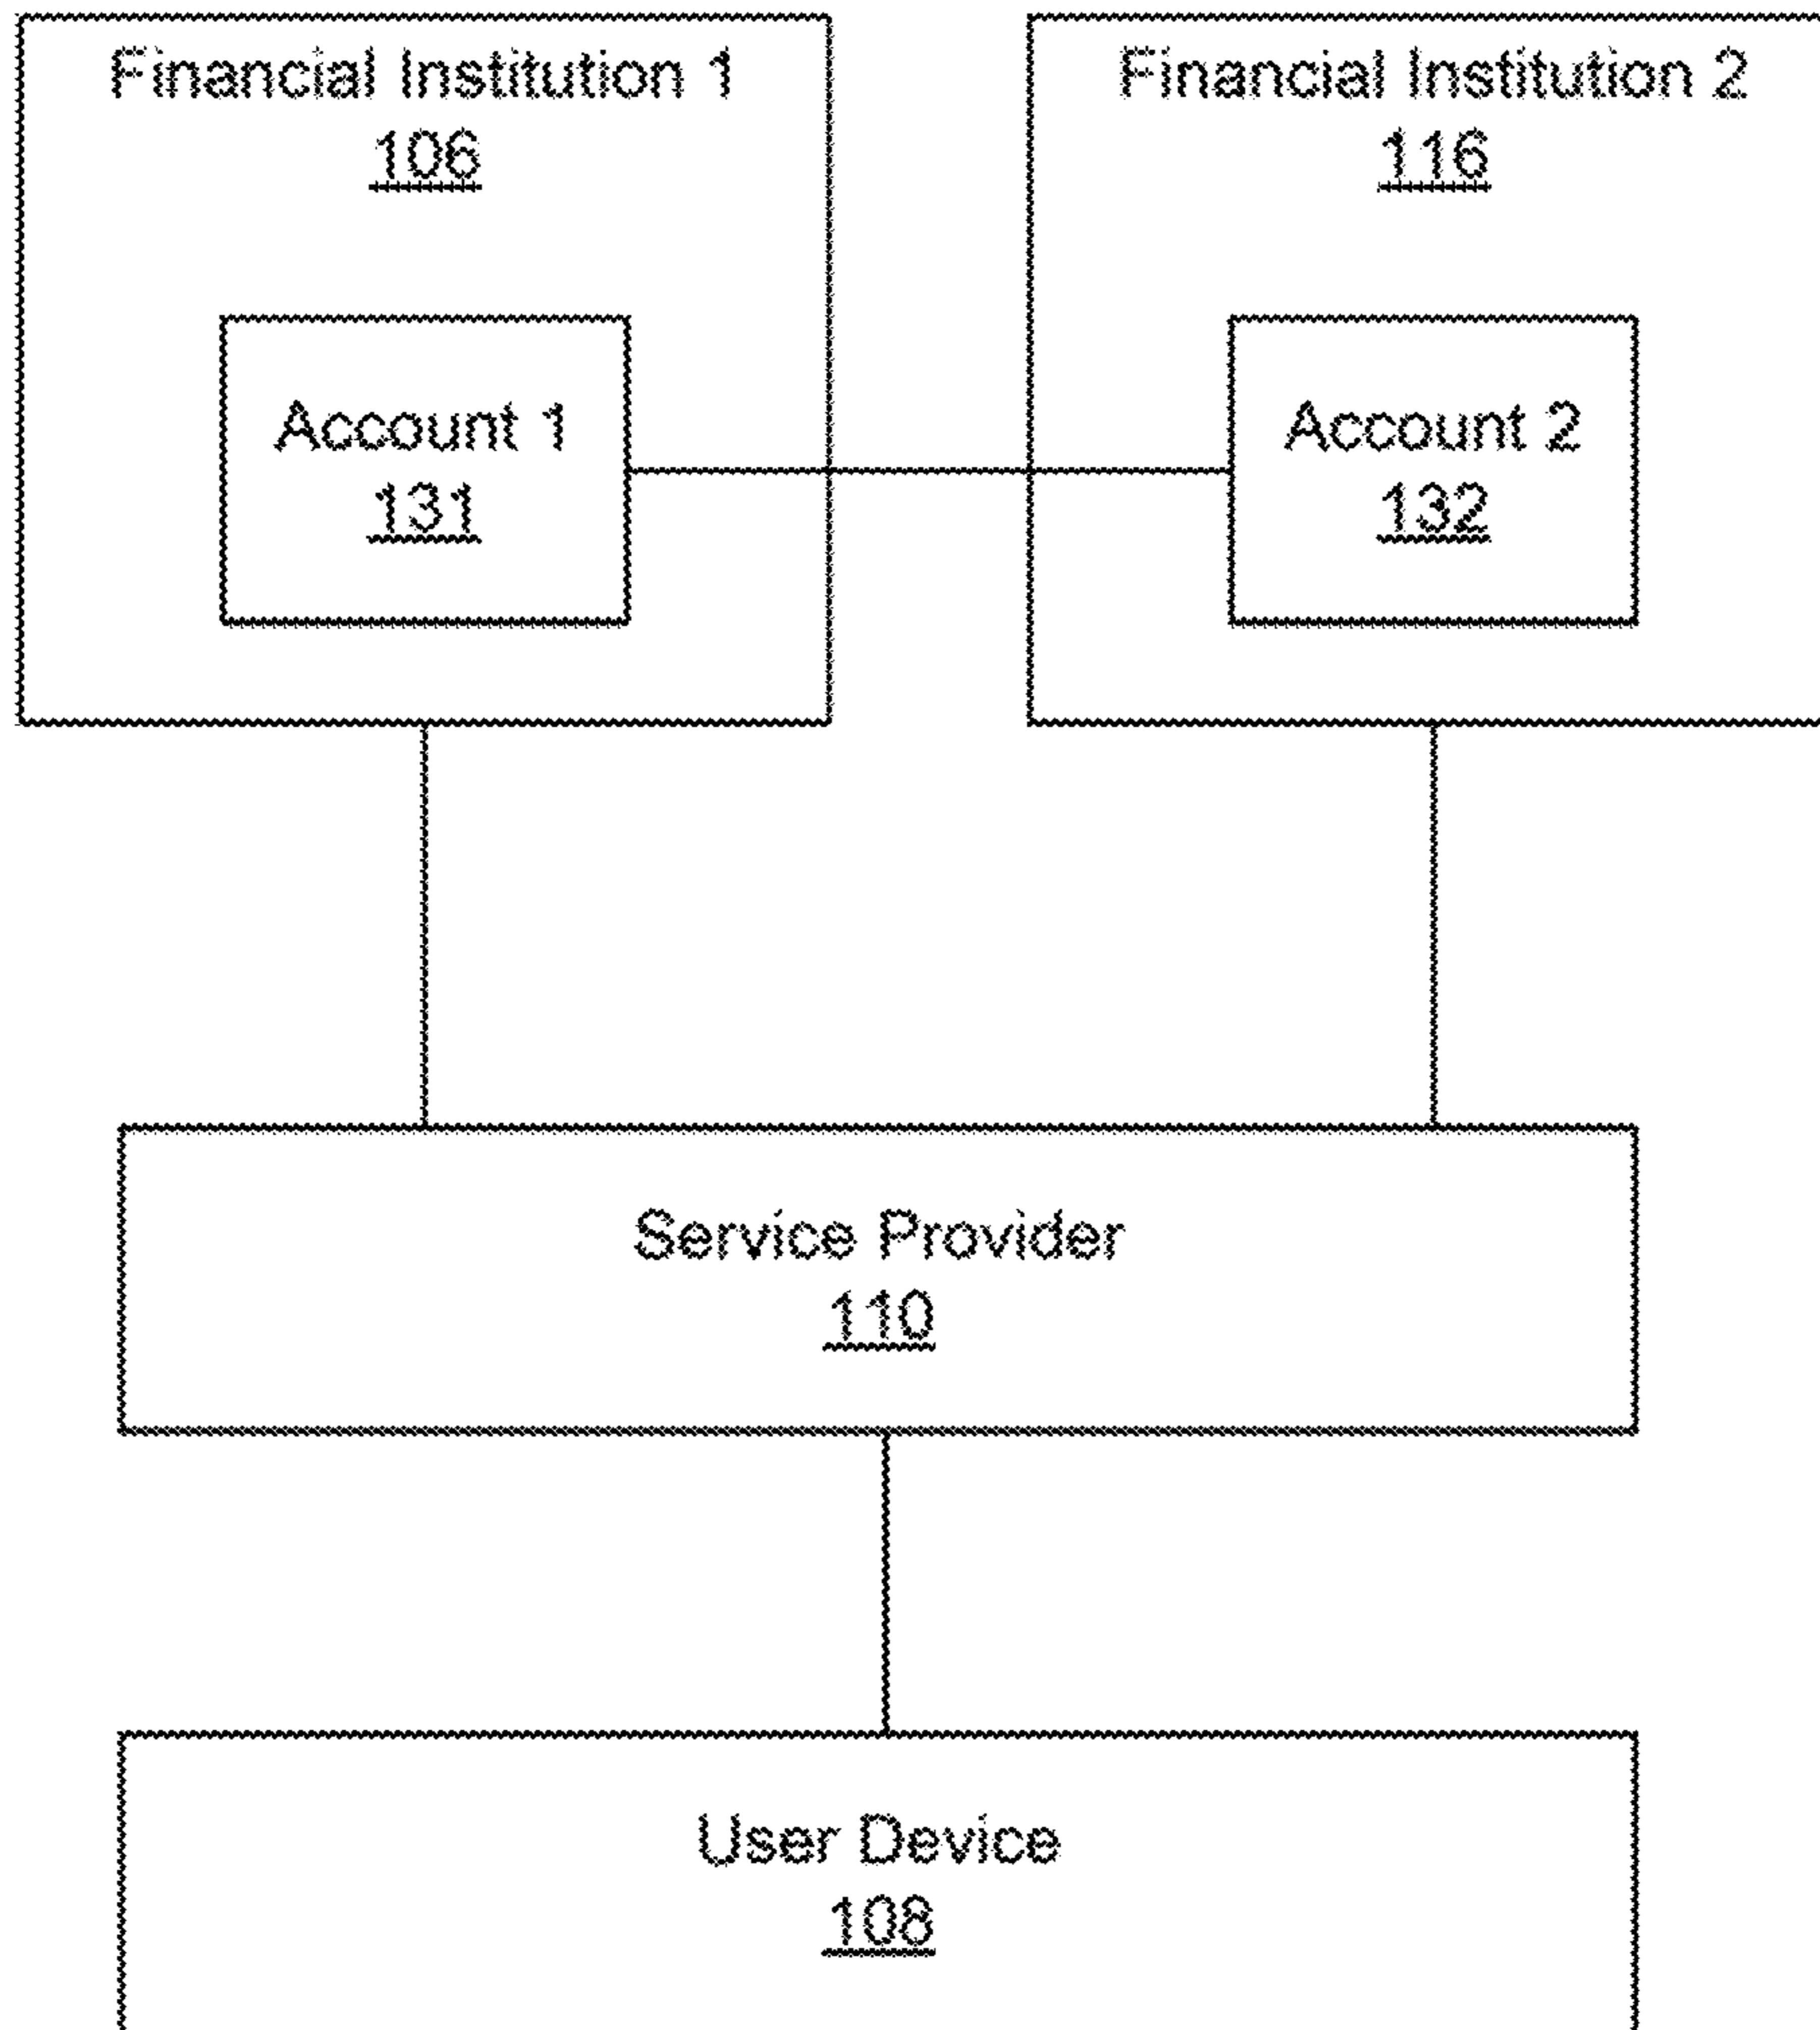 Financial Institution 1
106
Financial Institution 2
116
Account 1
131
Account 2
132
Service Provider
110
User Device
108